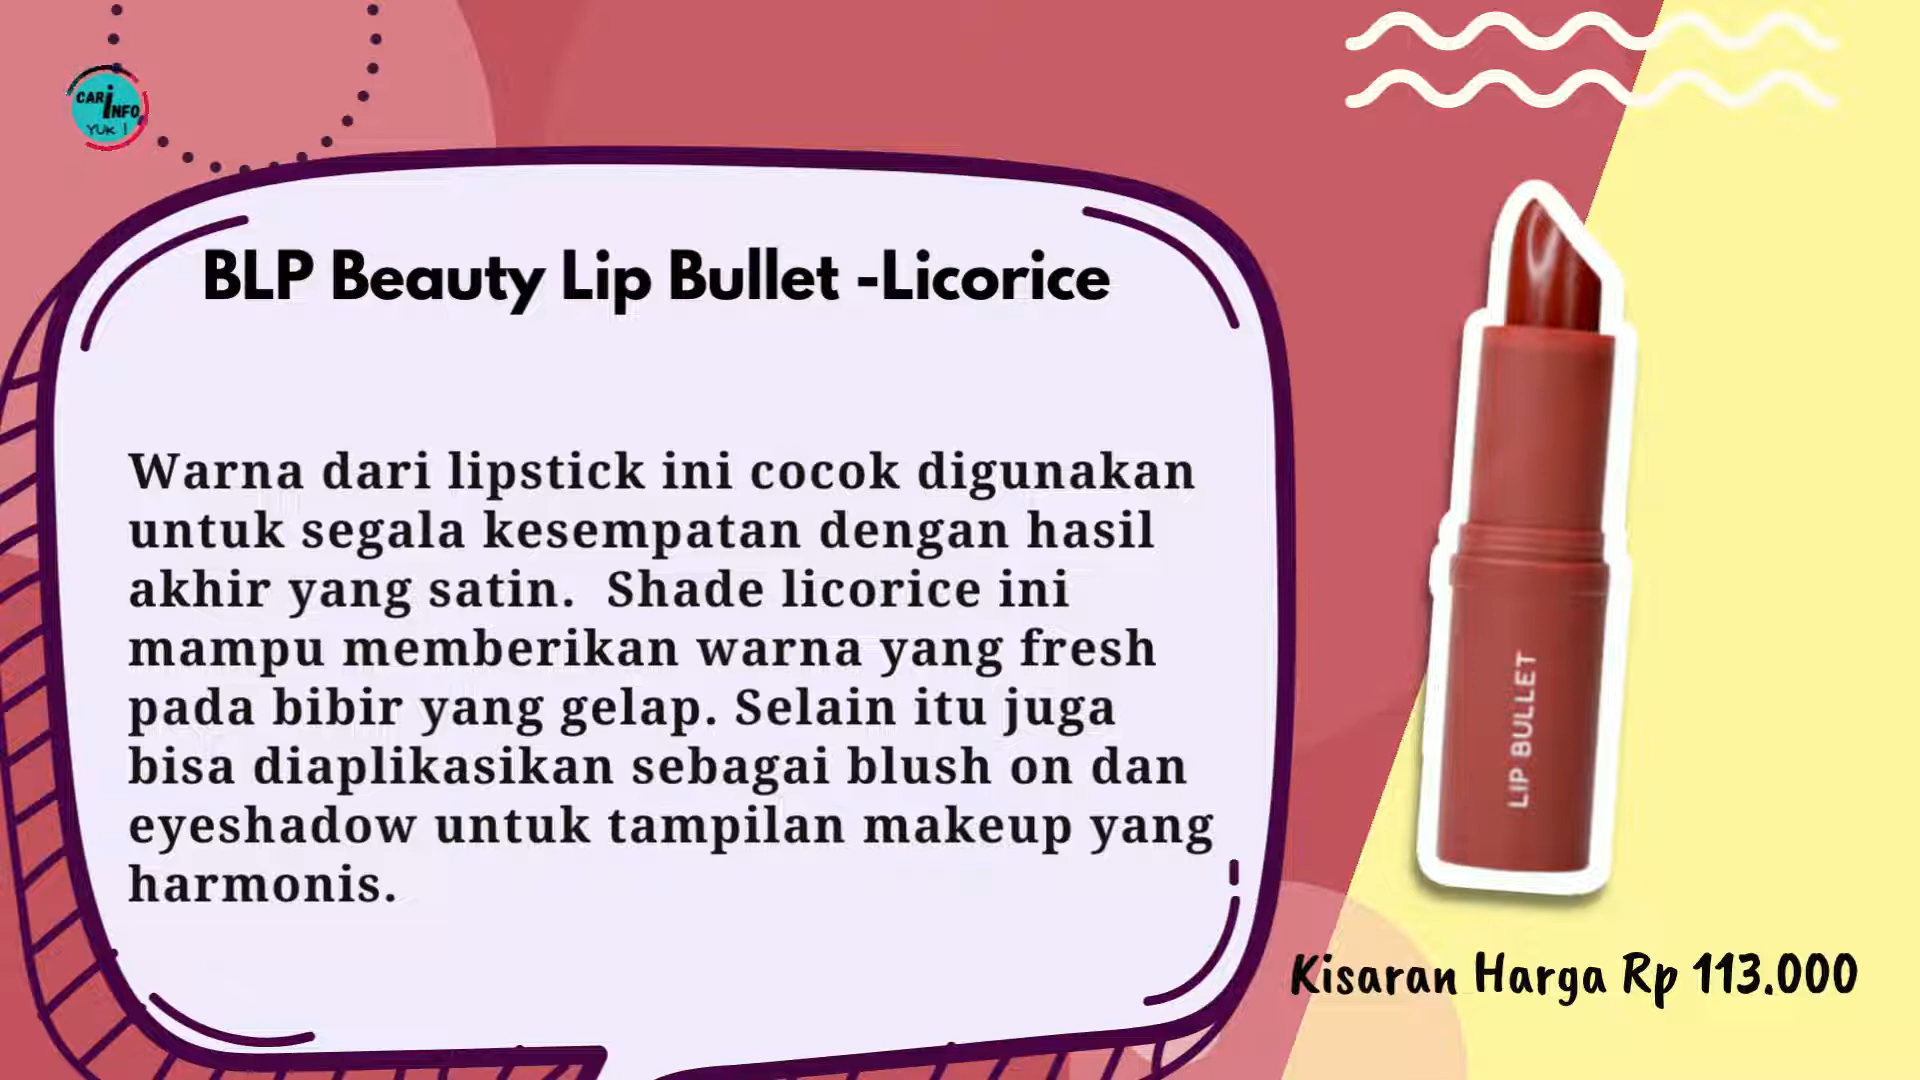 CARI INFO
YUK !
BLP Beauty Lip Bullet -Licorice
Warna dari lipstick ini cocok digunakan
untuk segala kesempatan dengan hasil
akhir yang satin.  Shade licorice ini
mampu memberikan warna yang fresh
pada bibir yang gelap. Selain itu juga
bisa diaplikasikan sebagai blush on dan
eyeshadow untuk tampilan makeup yang
harmonis.
LIP BULLET
Kisaran Harga Rp 113.000